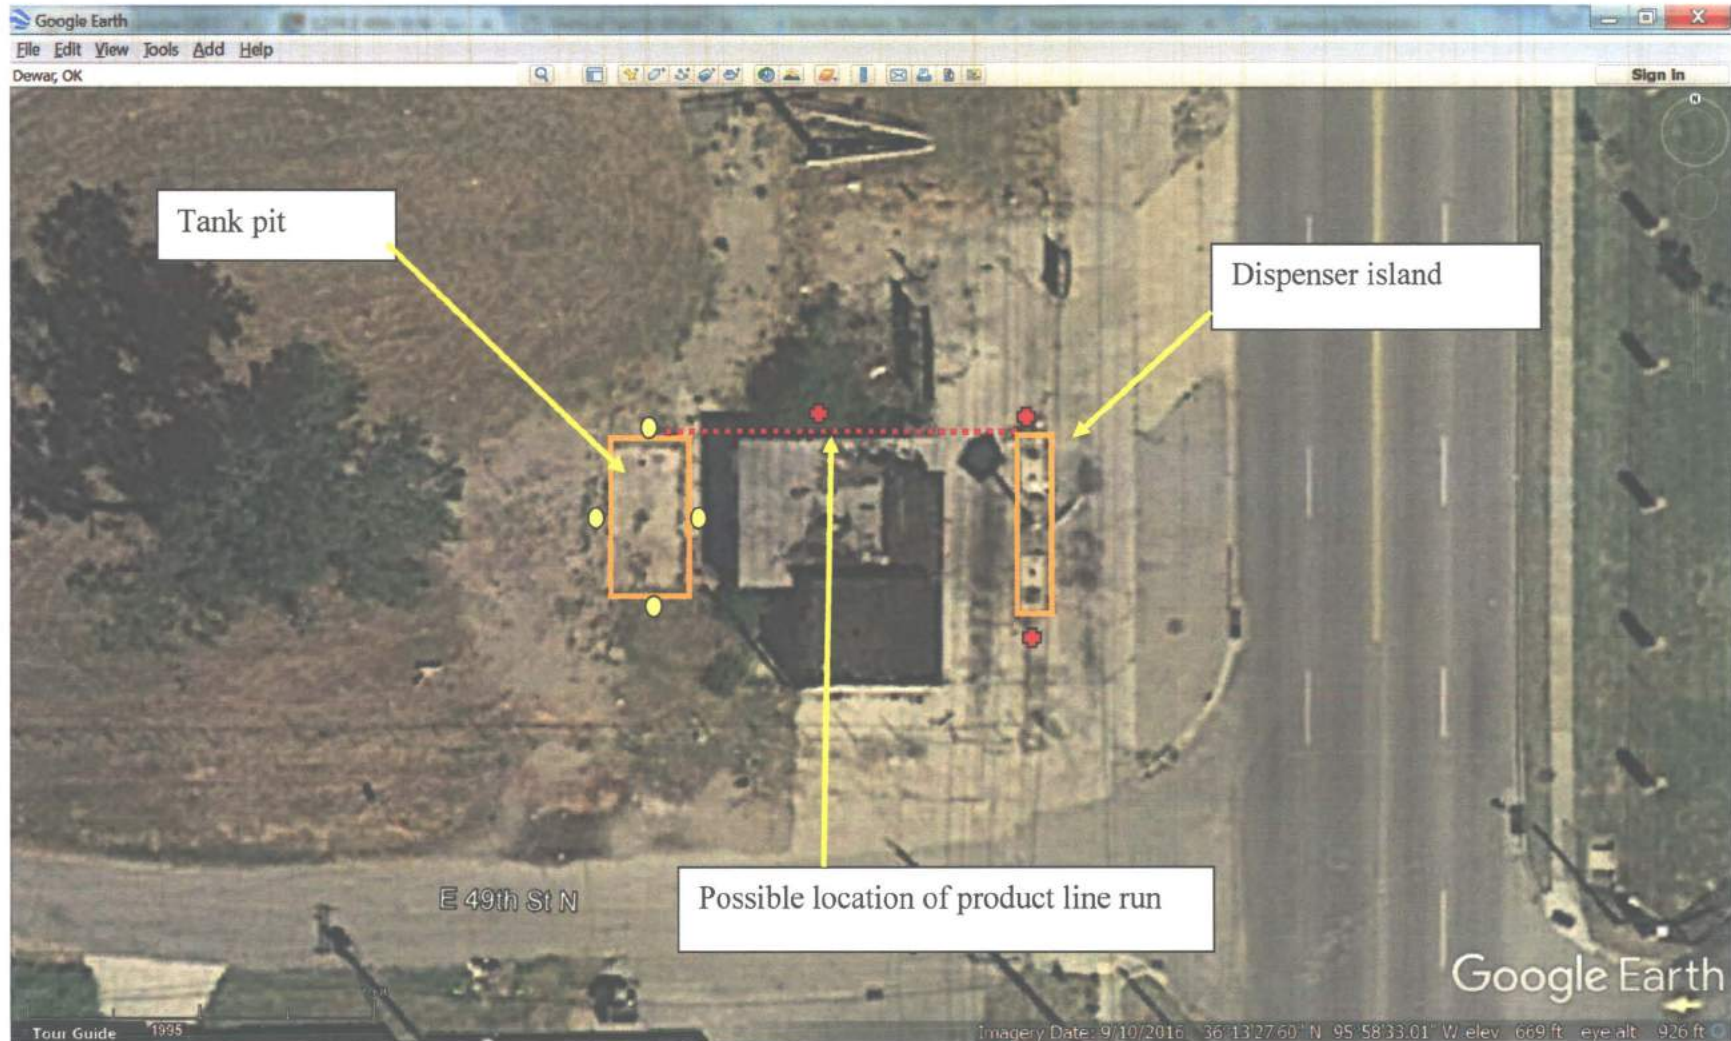 Google Earth
File Edit View Tools Add Help
Dewar, OK
Sign in
N
Tank pit
Dispenser island
Possible location of product line run
E 49th St N
Google Earth
Tour Guide
1995
Imagery Date: 9/10/2016 36°13'27.60" N 95°58'33.01" W elev 669 ft eye alt 926 ft